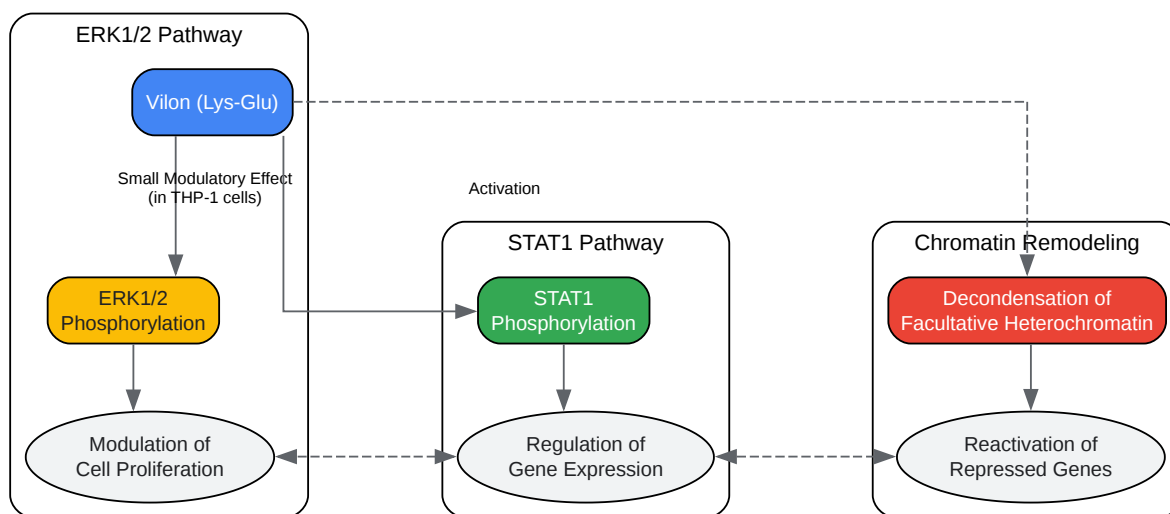 ERK1/2 Pathway
Vilon (Lys-Glu)
Small Modulatory Effect
(in THP-1 cells)
Activation
STAT1 Pathway
Chromatin Remodeling
ERK1/2
Phosphorylation
STAT1
Phosphorylation
Decondensation of
Facultative Heterochromatin
Modulation of
Cell Proliferation
Regulation of
Gene Expression
Reactivation of
Repressed Genes